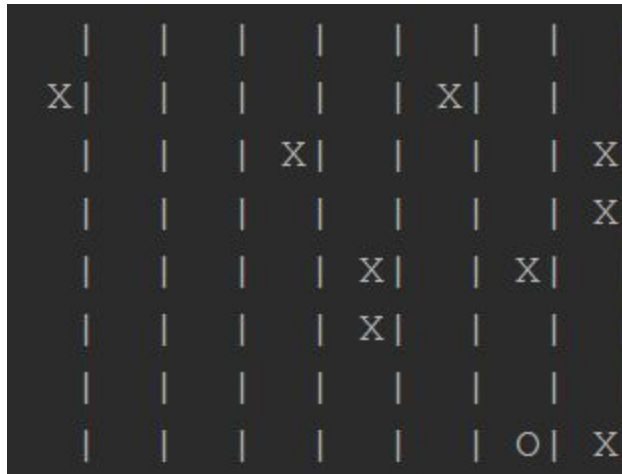 |   |   |   |   |   |   |
  X|   |   |   |   | X|   |
    |   |   | X|   |   |   | X
    |   |   |   |   |   |   | X
    |   |   |   | X|   | X|
    |   |   |   | X|   |   |
    |   |   |   |   |   |   |
    |   |   |   |   |   | O| X